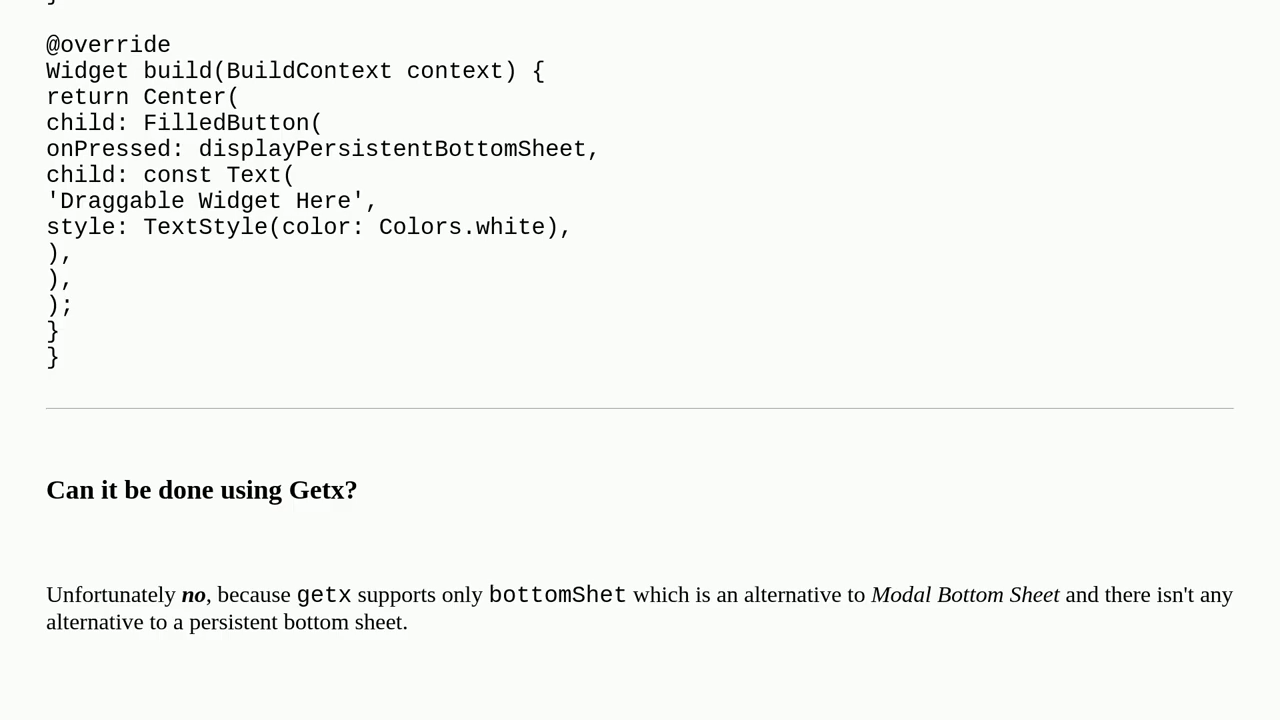 }
@override
Widget build(BuildContext context) {
return Center(
child: FilledButton(
onPressed: displayPersistentBottomSheet,
child: const Text(
'Draggable Widget Here',
style: TextStyle(color: Colors.white),
),
),
);
}
}
Can it be done using Getx?
Unfortunately no, because getx supports only bottomShet which is an alternative to Modal Bottom Sheet and there isn't any
alternative to a persistent bottom sheet.